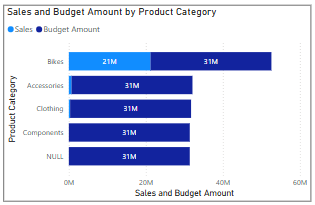 Sales and Budget Amount by Product Category
Sales Budget Amount
Product Category
Bikes 21M 31M
Accessories 31M
Clothing 31M
Components 31M
NULL 31M
0M 20M 40M 60M
Sales and Budget Amount